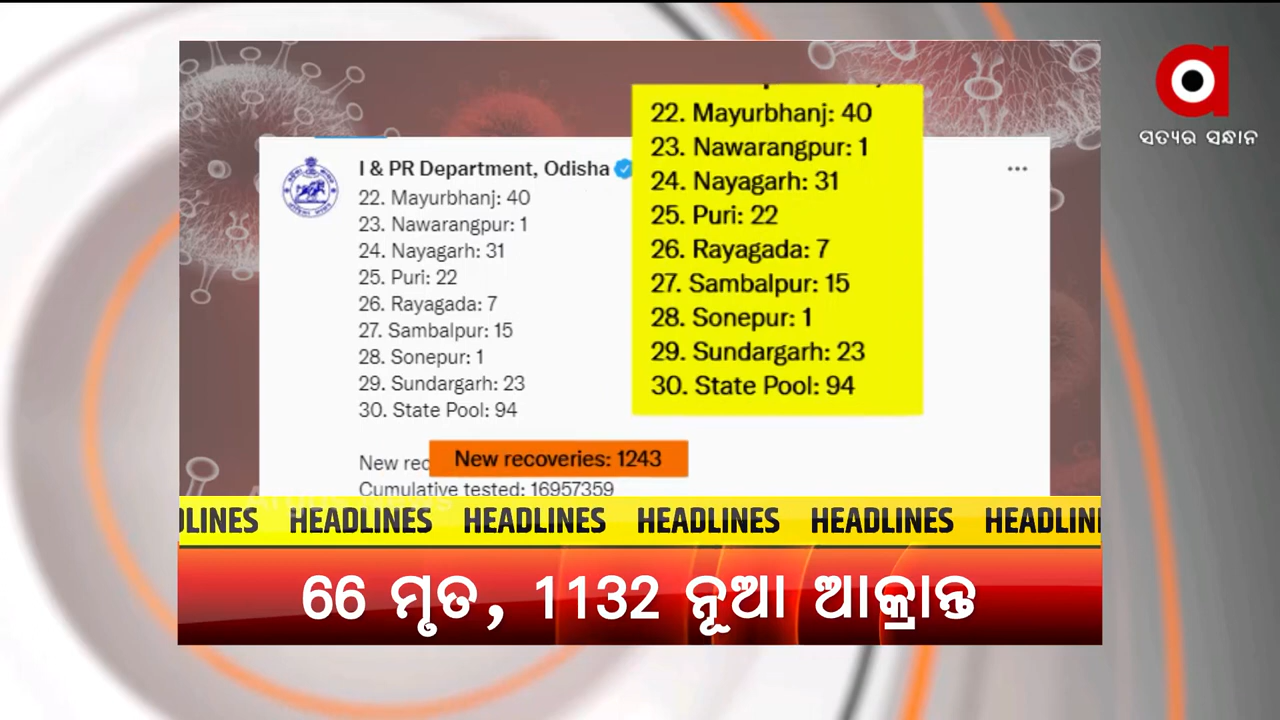 ସତ୍ୟର ସନ୍ଧାନ
I & PR Department, Odisha
22. Mayurbhanj: 40
23. Nawarangpur: 1
24. Nayagarh: 31
25. Puri: 22
26. Rayagada: 7
27. Sambalpur: 15
28. Sonepur: 1
29. Sundargarh: 23
30. State Pool: 94
22. Mayurbhanj: 40
23. Nawarangpur: 1
24. Nayagarh: 31
25. Puri: 22
26. Rayagada: 7
27. Sambalpur: 15
28. Sonepur: 1
29. Sundargarh: 23
30. State Pool: 94
New rec
New recoveries: 1243
Cumulative tested: 16957359
DLINES HEADLINES HEADLINES HEADLINES HEADLINES HEADLIN
66 ମୃତ, 1132 ନୂଆ ଆକ୍ରାନ୍ତ